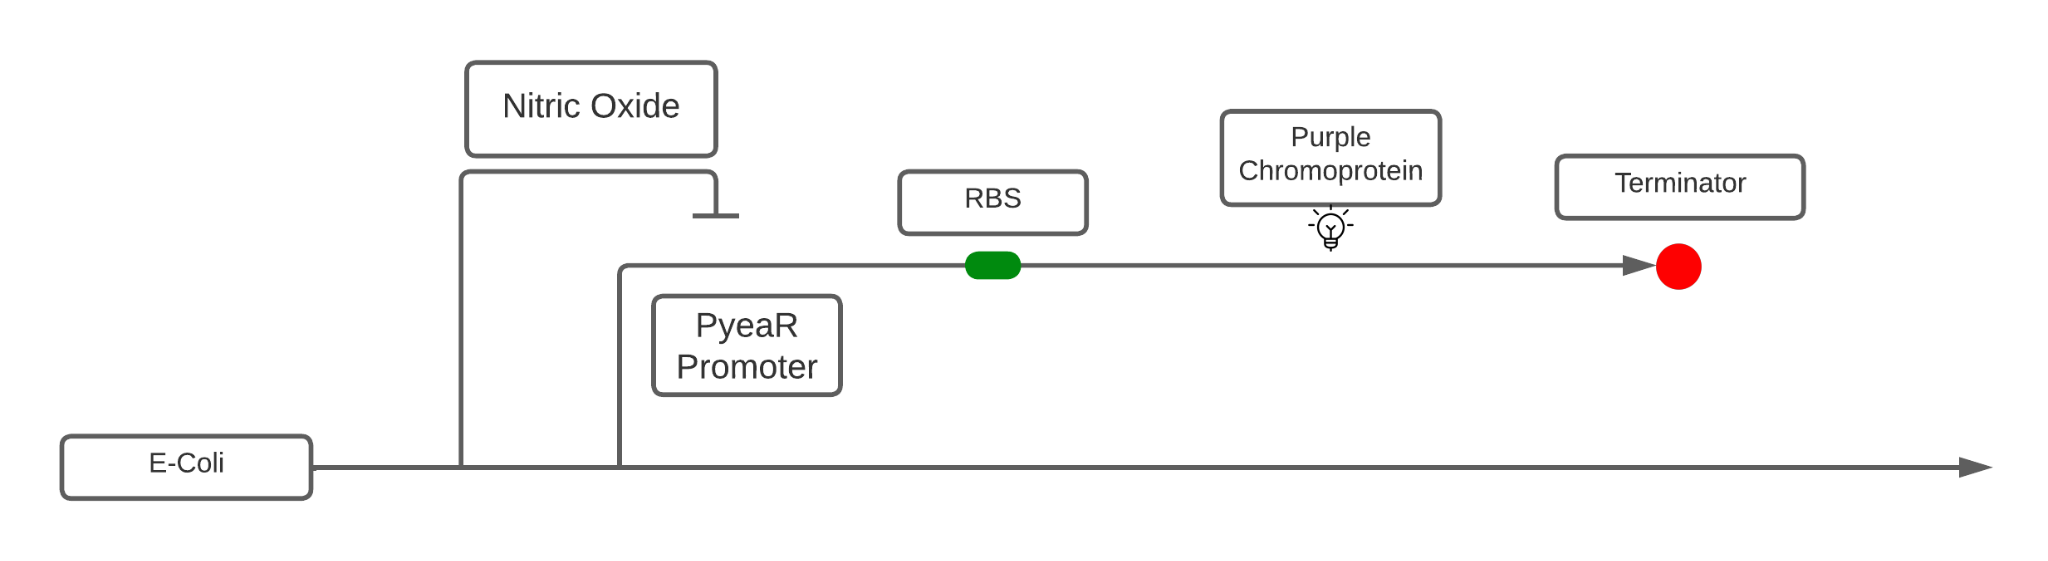 Nitric Oxide
Purple
Chromoprotein
Terminator
RBS
PyeaR
Promoter
E-Coli